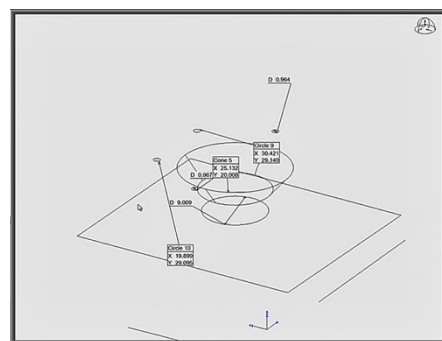 D 0.964
Circle 9
X 30.421
Y 29.140
Cone 5
X 25.132
Y 20.008
D 0.967
D 9.009
Circle 10
X 19.899
Y 29.095